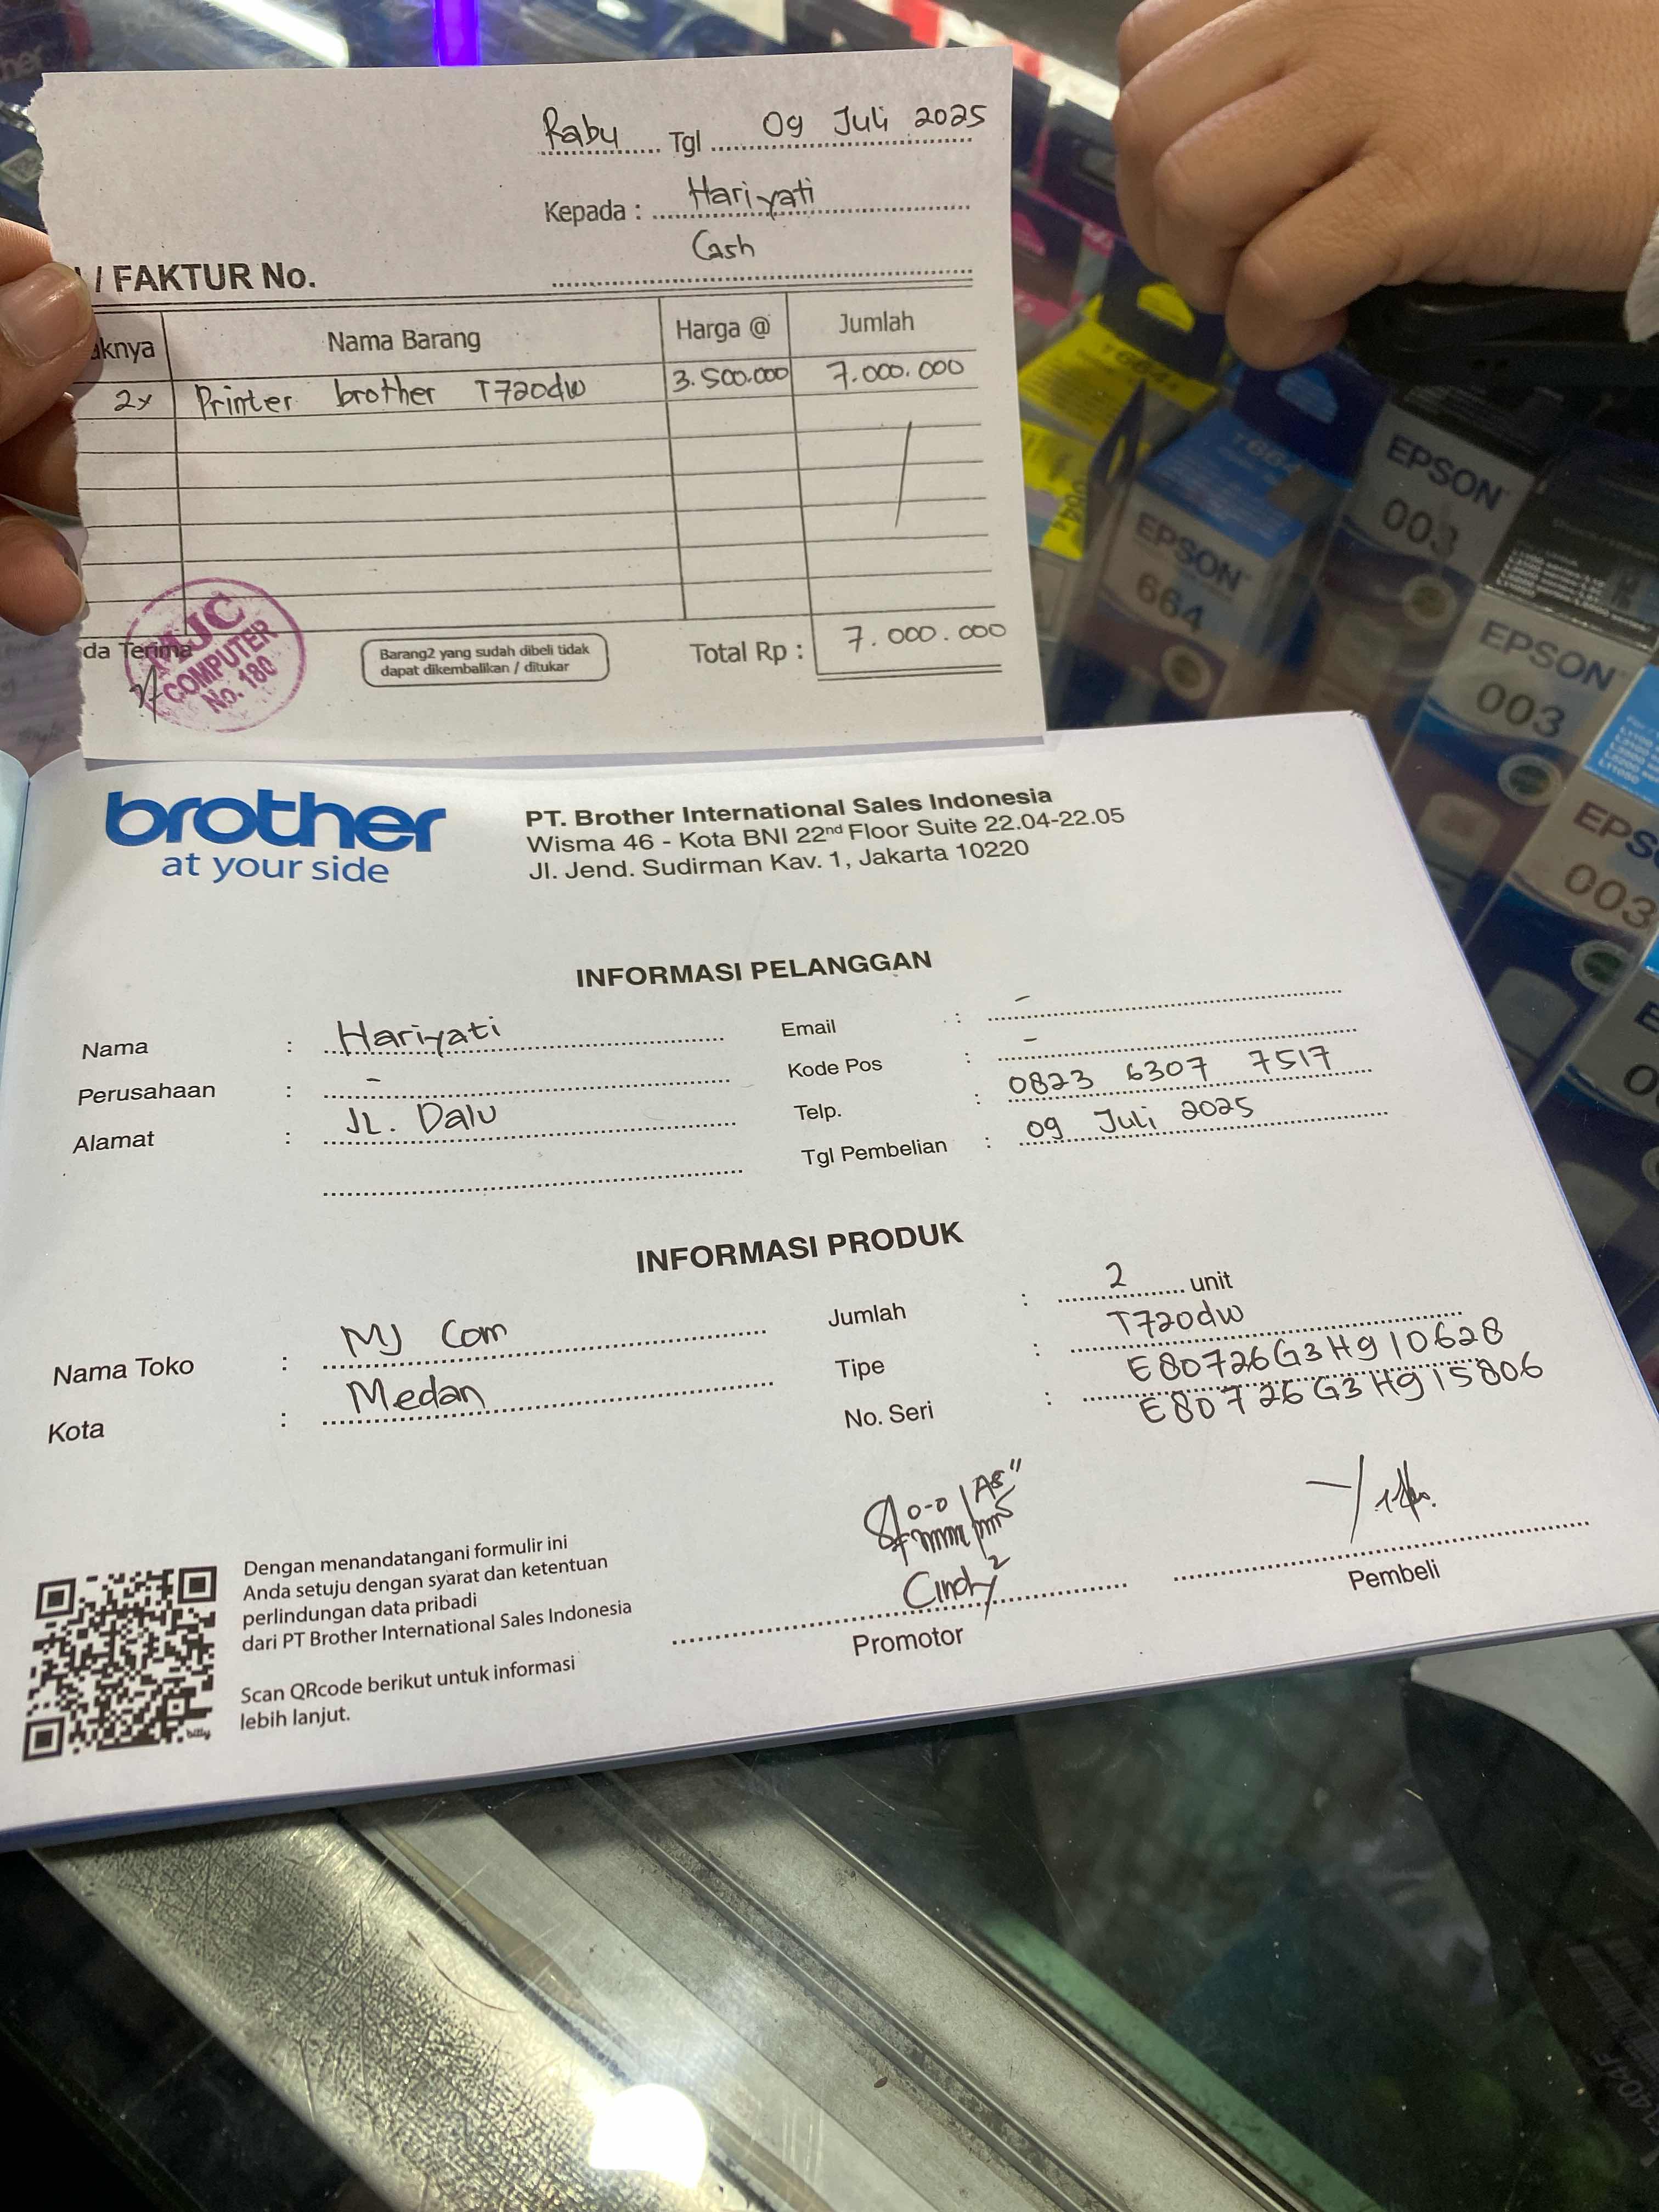 Rabu Tgl 09 Juli 2025
Kepada : Hariyati
Cash
/ FAKTUR No.
aknya Nama Barang Harga @ Jumlah
2x Printer brother T720dw 3.500.000 7.000.000
da Terima
MJC
COMPUTER
No. 180
Barang2 yang sudah dibeli tidak
dapat dikembalikan / ditukar
Total Rp : 7.000.000
brother
at your side
PT. Brother International Sales Indonesia
Wisma 46 - Kota BNI 22nd Floor Suite 22.04-22.05
Jl. Jend. Sudirman Kav. 1, Jakarta 10220
INFORMASI PELANGGAN
Nama : Hariyati
Perusahaan : -
Alamat : JL. Dalu
Email : -
Kode Pos : -
Telp. : 0823 6307 7517
Tgl Pembelian : 09 Juli 2025
INFORMASI PRODUK
Nama Toko : MJ Com
Kota : Medan
Jumlah : 2 unit
Tipe : T720dw
No. Seri : E80726G3H910628
E80726G3H915806
Dengan menandatangani formulir ini
Anda setuju dengan syarat dan ketentuan
perlindungan data pribadi
dari PT Brother International Sales Indonesia
Scan QRcode berikut untuk informasi
lebih lanjut.
bitly
Cindy
Promotor
Pembeli
T664
EPSON
664
EPSON
003
EPSON
003
EPS
003